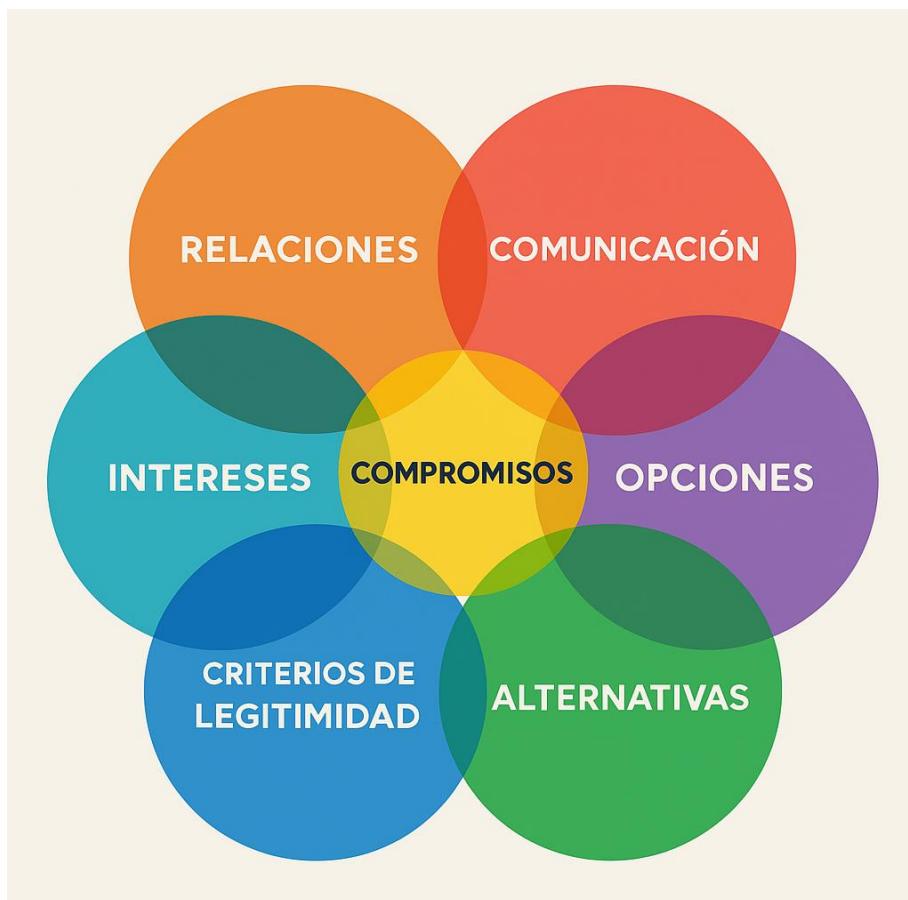 RELACIONES
COMUNICACIÓN
INTERESES
COMPROMISOS
OPCIONES
CRITERIOS DE
LEGITIMIDAD
ALTERNATIVAS